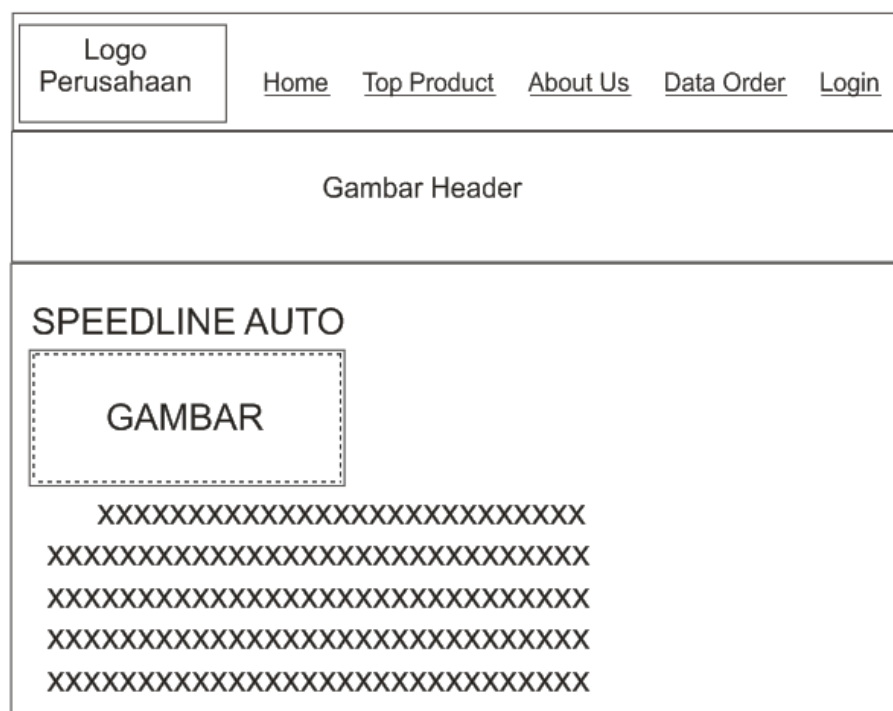 Logo
Perusahaan
Home Top Product About Us Data Order Login
Gambar Header
SPEEDLINE AUTO
GAMBAR
XXXXXXXXXXXXXXXXXXXXXXXXXXX
XXXXXXXXXXXXXXXXXXXXXXXXXXXXXX
XXXXXXXXXXXXXXXXXXXXXXXXXXXXXX
XXXXXXXXXXXXXXXXXXXXXXXXXXXXXX
XXXXXXXXXXXXXXXXXXXXXXXXXXXXXX